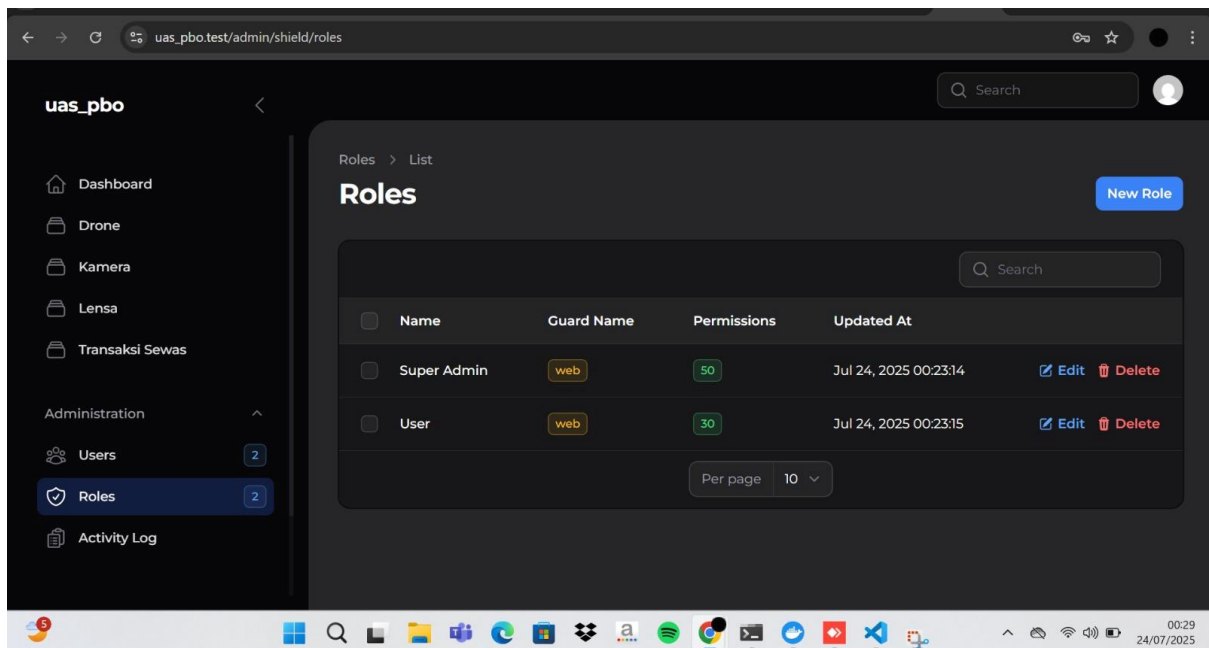 uas_pbo.test/admin/shield/roles
uas_pbo
Search
Dashboard
Drone
Kamera
Lensa
Transaksi Sewas
Administration
Users 2
Roles 2
Activity Log
Roles > List
Roles
New Role
Search
Name Guard Name Permissions Updated At
Super Admin web 50 Jul 24, 2025 00:23:14 Edit Delete
User web 30 Jul 24, 2025 00:23:15 Edit Delete
Per page 10
5
a
00:29
24/07/2025